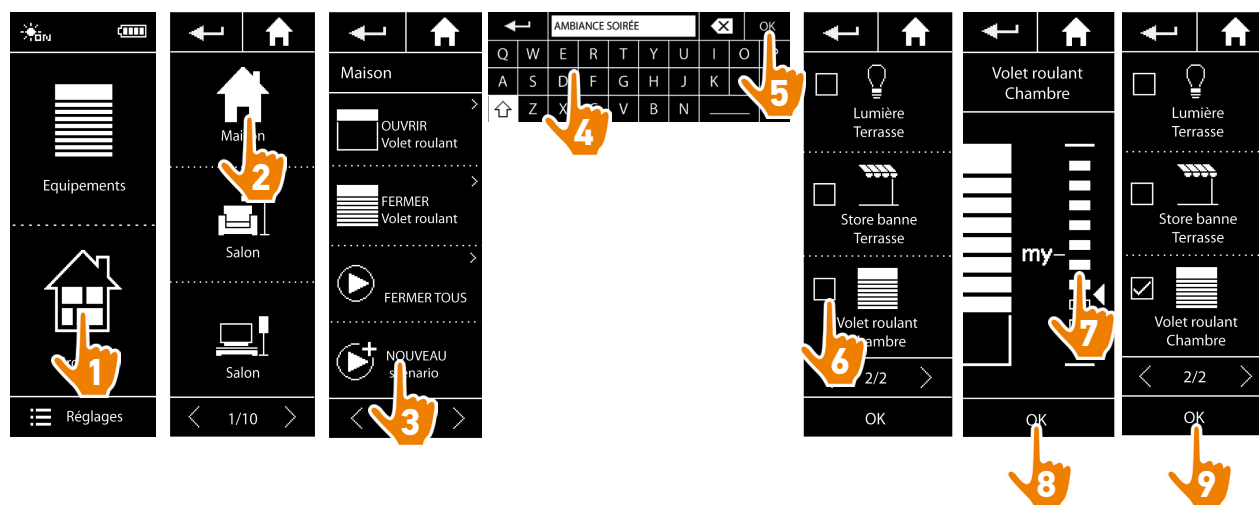 ON
Equipements
1
Réglages
2
Salon
Salon
1/10
Maison
OUVRIR
Volet roulant
FERMER
Volet roulant
FERMER TOUS
NOUVEAU
3
AMBIANCE SOIRÉE
OK
Q W E R T Y U I O
A S D F G H J K
Z X V B N
4
5
Lumière
Terrasse
Store banne
Terrasse
Volet roulant
6
2/2
OK
Volet roulant
Chambre
my
7
OK
8
Lumière
Terrasse
Store banne
Terrasse
Volet roulant
Chambre
2/2
OK
9